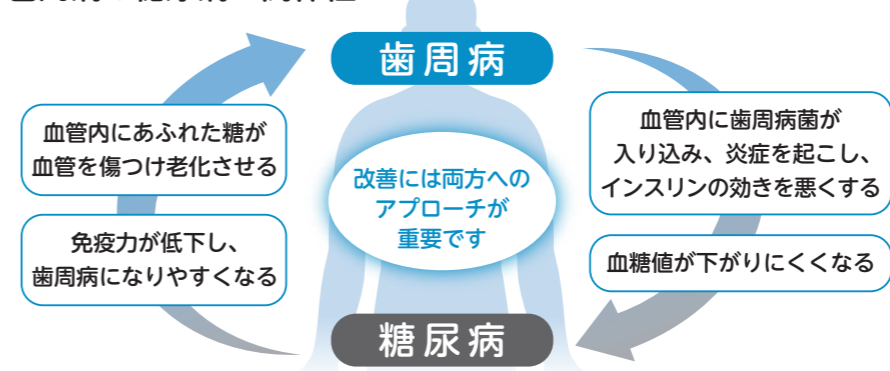 歯周病
血管内に歯周病菌が
入り込み、炎症を起こし、
インスリンの効きを悪くする
血糖値が下がりにくくなる
糖尿病
免疫力が低下し、
歯周病になりやすくなる
血管内にあふれた糖が
血管を傷つけ老化させる
改善には両方への
アプローチが
重要です